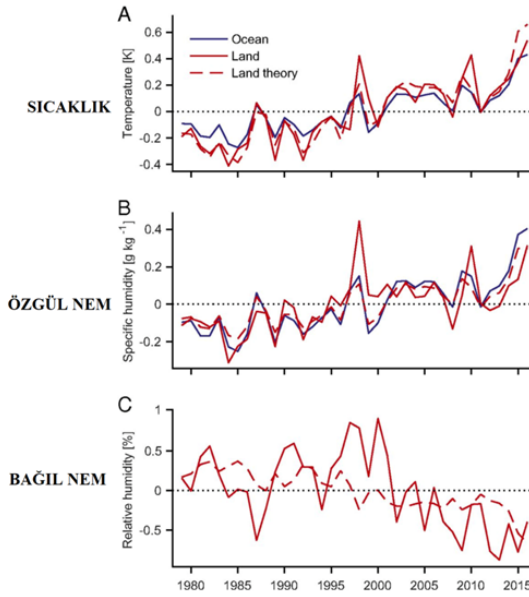 A
SICAKLIK
Temperature [K]
0.6
0.4
0.2
0
-0.2
-0.4
Ocean
Land
Land theory
B
ÖZGÜL NEM
Specific humidity [g kg⁻¹]
0.4
0.2
0
-0.2
C
BAĞIL NEM
Relative humidity [%]
1
0.5
0
-0.5
1980 1985 1990 1995 2000 2005 2010 2015